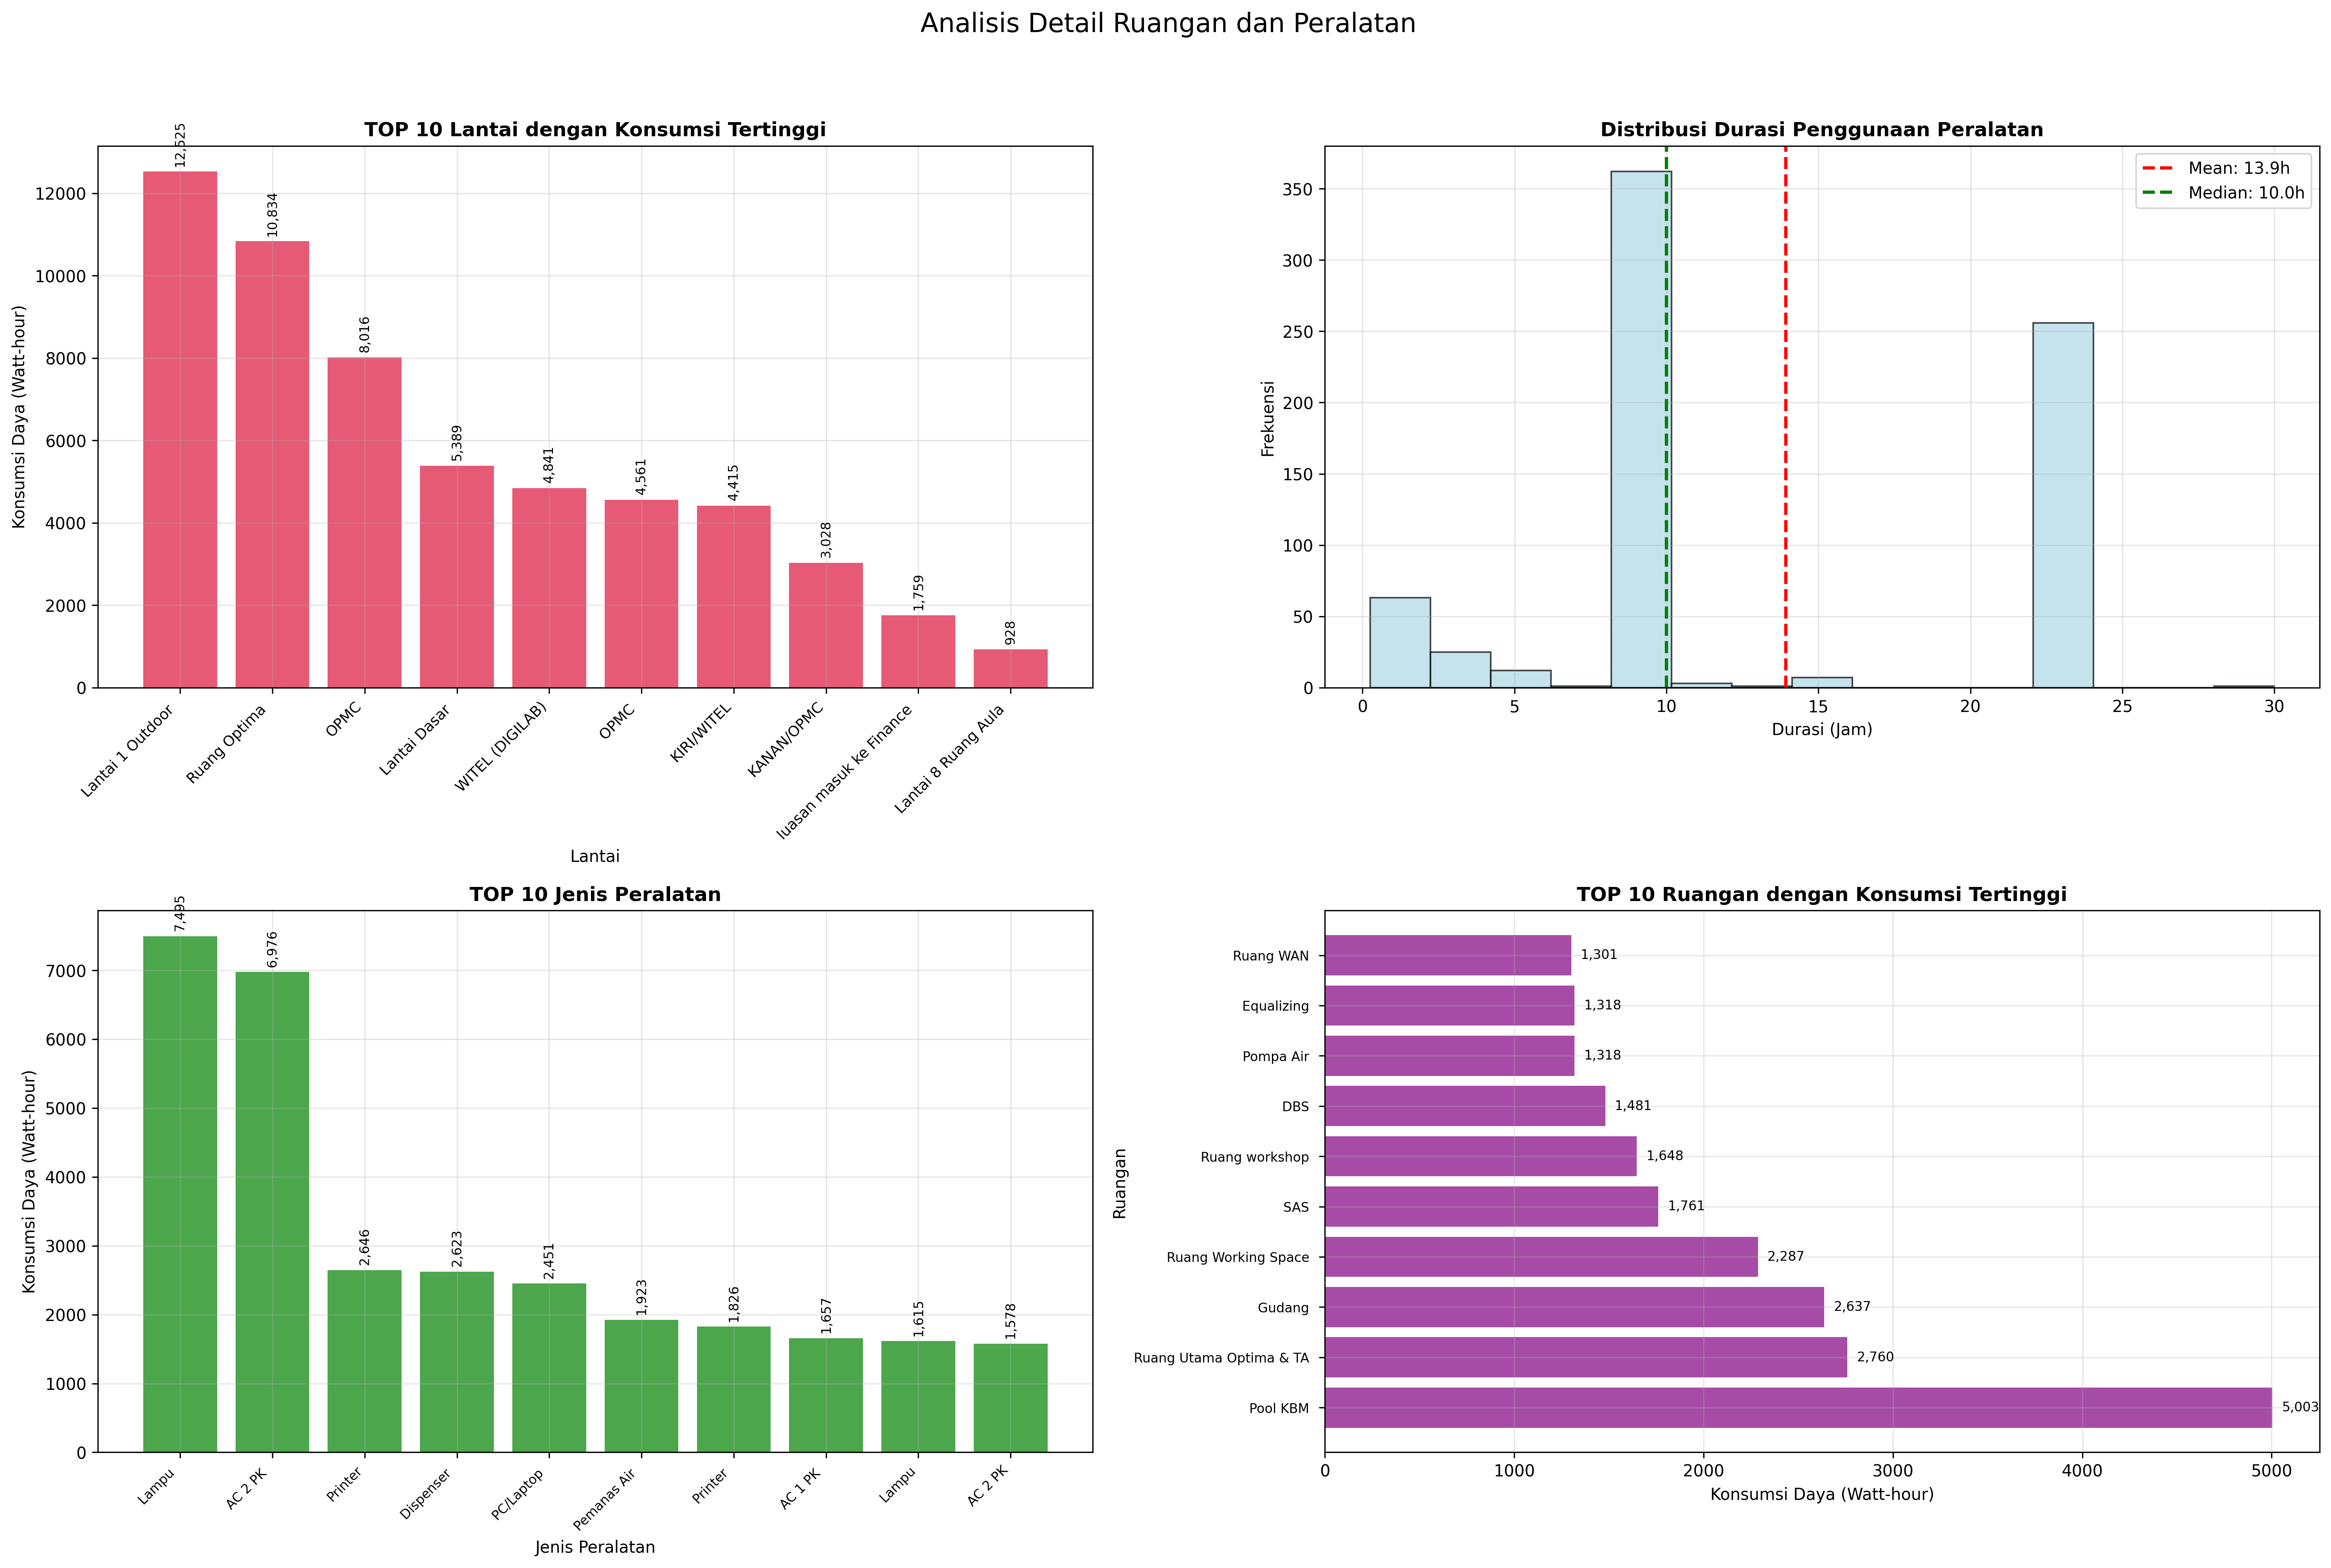 Analisis Detail Ruangan dan Peralatan
TOP 10 Lantai dengan Konsumsi Tertinggi
Konsumsi Daya (Watt-hour)
12000
10000
8000
6000
4000
2000
0
12,525
10,834
8,016
5,389
4,841
4,561
4,415
3,028
1,759
928
Lantai 1 Outdoor
Ruang Optima
OPMC
Lantai Dasar
WITEL (DIGILAB)
OPMC
KIRI/WITEL
KANAN/OPMC
luasan masuk ke Finance
Lantai 8 Ruang Aula
Lantai
Distribusi Durasi Penggunaan Peralatan
Mean: 13.9h
Median: 10.0h
Frekuensi
350
300
250
200
150
100
50
0
0
5
10
15
20
25
30
Durasi (Jam)
TOP 10 Jenis Peralatan
Konsumsi Daya (Watt-hour)
7000
6000
5000
4000
3000
2000
1000
0
7,495
6,976
2,646
2,623
2,451
1,923
1,826
1,657
1,615
1,578
Lampu
AC 2 PK
Printer
Dispenser
PC/Laptop
Pemanas Air
Printer
AC 1 PK
Lampu
AC 2 PK
Jenis Peralatan
TOP 10 Ruangan dengan Konsumsi Tertinggi
Ruangan
Ruang WAN 1,301
Equalizing 1,318
Pompa Air 1,318
DBS 1,481
Ruang workshop 1,648
SAS 1,761
Ruang Working Space 2,287
Gudang 2,637
Ruang Utama Optima & TA 2,760
Pool KBM 5,003
0
1000
2000
3000
4000
5000
Konsumsi Daya (Watt-hour)